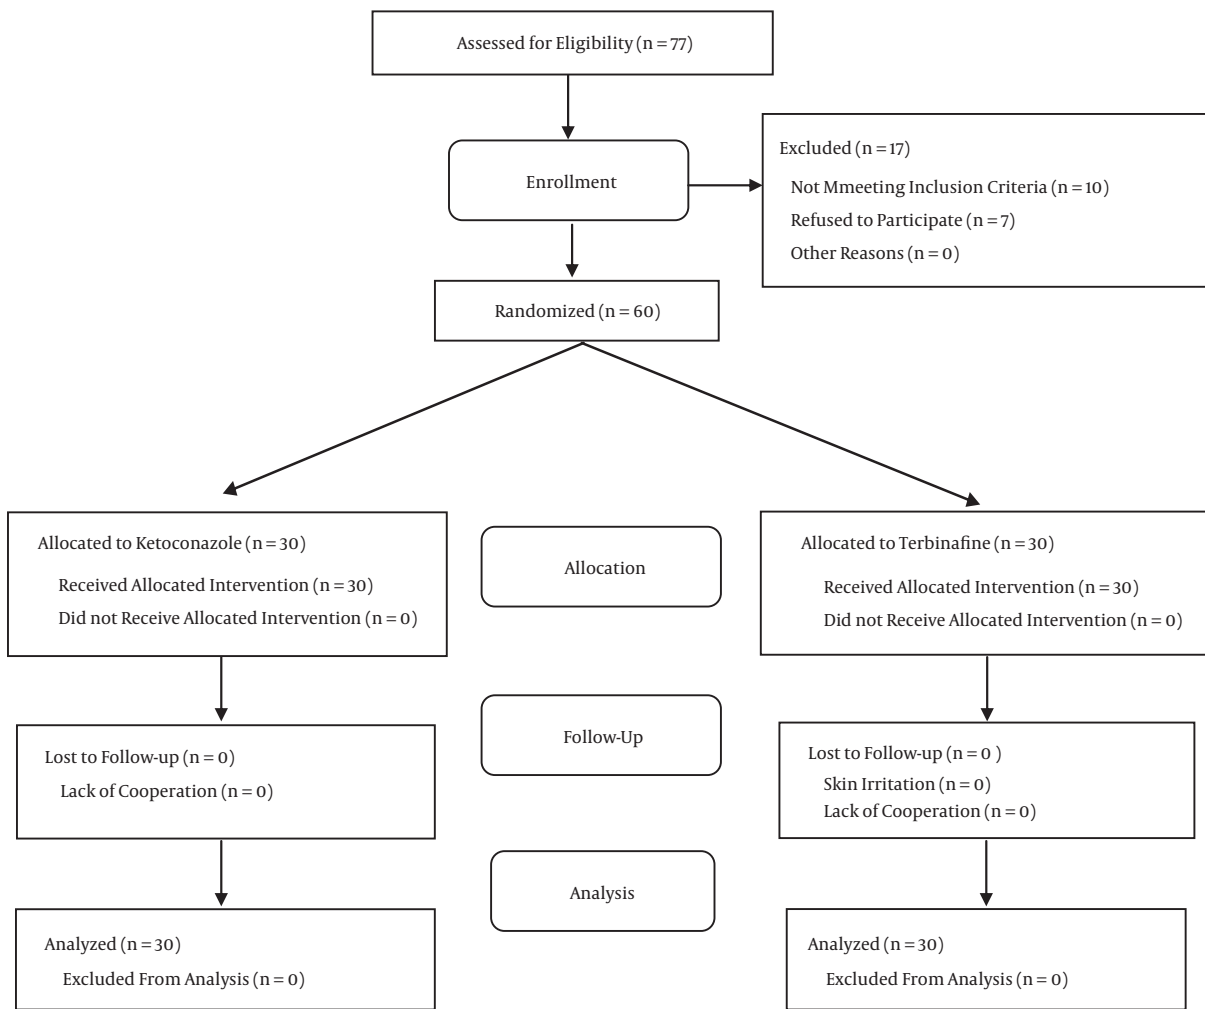 Assessed for Eligibility (n = 77)
Enrollment
Excluded (n = 17)
Not Mmeeting Inclusion Criteria (n = 10)
Refused to Participate (n = 7)
Other Reasons (n = 0)
Randomized (n = 60)
Allocated to Ketoconazole (n = 30)
Received Allocated Intervention (n = 30)
Did not Receive Allocated Intervention (n = 0)
Allocation
Allocated to Terbinafine (n = 30)
Received Allocated Intervention (n = 30)
Did not Receive Allocated Intervention (n = 0)
Lost to Follow-up (n = 0)
Lack of Cooperation (n = 0)
Follow-Up
Lost to Follow-up (n = 0 )
Skin Irritation (n = 0)
Lack of Cooperation (n = 0)
Analysis
Analyzed (n = 30)
Excluded From Analysis (n = 0)
Analyzed (n = 30)
Excluded From Analysis (n = 0)